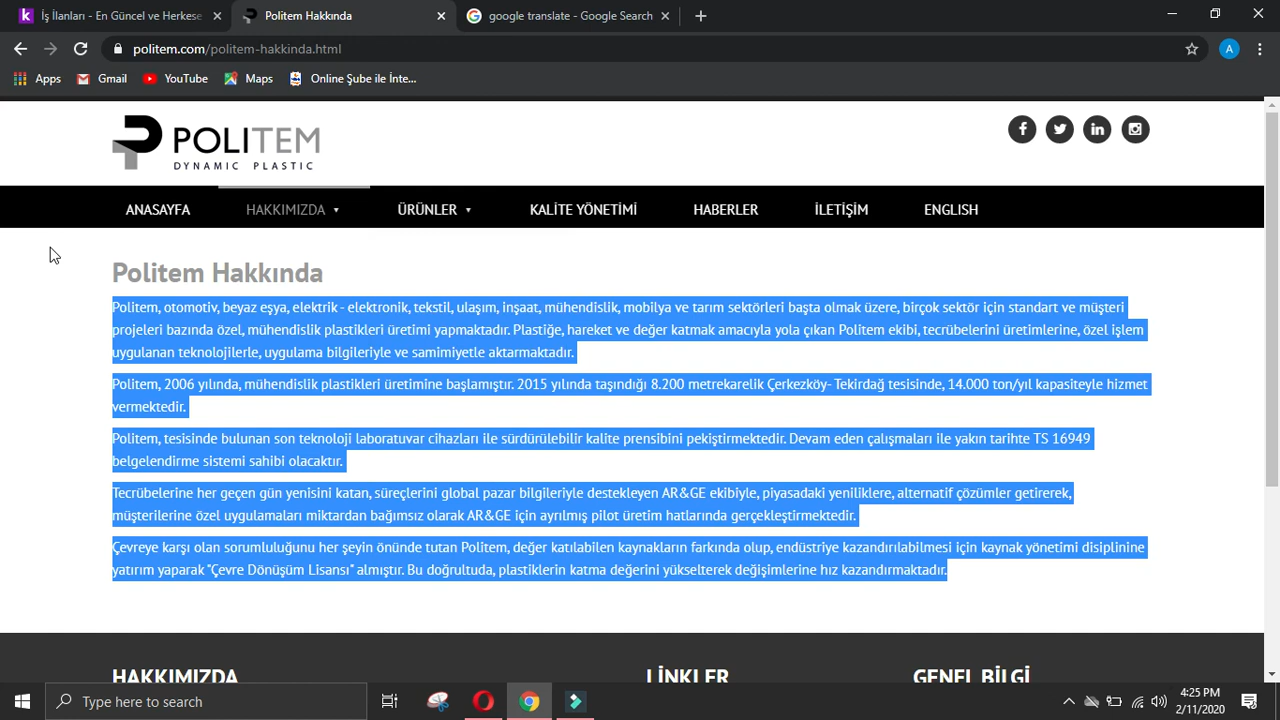 İş İlanları - En Güncel ve Herkese
Politem Hakkında
google translate - Google Search
politem.com/politem-hakkinda.html
A
Apps
Gmail
YouTube
Maps
Online Şube ile İnte...
POLITEM
DYNAMIC PLASTIC
ANASAYFA
HAKKIMIZDA
ÜRÜNLER
KALİTE YÖNETİMİ
HABERLER
İLETİŞİM
ENGLISH
Politem Hakkında
Politem, otomotiv, beyaz eşya, elektrik - elektronik, tekstil, ulaşım, inşaat, mühendislik, mobilya ve tarım sektörleri başta olmak üzere, birçok sektör için standart ve müşteri
projeleri bazında özel, mühendislik plastikleri üretimi yapmaktadır. Plastiğe, hareket ve değer katmak amacıyla yola çıkan Politem ekibi, tecrübelerini üretimlerine, özel işlem
uygulanan teknolojilerle, uygulama bilgileriyle ve samimiyetle aktarmaktadır.
Politem, 2006 yılında, mühendislik plastikleri üretimine başlamıştır. 2015 yılında taşındığı 8.200 metrekarelik Çerkezköy- Tekirdağ tesisinde, 14.000 ton/yıl kapasiteyle hizmet
vermektedir.
Politem, tesisinde bulunan son teknoloji laboratuvar cihazları ile sürdürülebilir kalite prensibini pekiştirmektedir. Devam eden çalışmaları ile yakın tarihte TS 16949
belgelendirme sistemi sahibi olacaktır.
Tecrübelerine her geçen gün yenisini katan, süreçlerini global pazar bilgileriyle destekleyen AR&GE ekibiyle, piyasadaki yeniliklere, alternatif çözümler getirerek,
müşterilerine özel uygulamaları miktardan bağımsız olarak AR&GE için ayrılmış pilot üretim hatlarında gerçekleştirmektedir.
Çevreye karşı olan sorumluluğunu her şeyin önünde tutan Politem, değer katılabilen kaynakların farkında olup, endüstriye kazandırılabilmesi için kaynak yönetimi disiplinine
yatırım yaparak "Çevre Dönüşüm Lisansı" almıştır. Bu doğrultuda, plastiklerin katma değerini yükselterek değişimlerine hız kazandırmaktadır.
HAKKIMIZDA
LİNKLER
GENEL BİLGİ
Type here to search
4:25 PM
2/11/2020